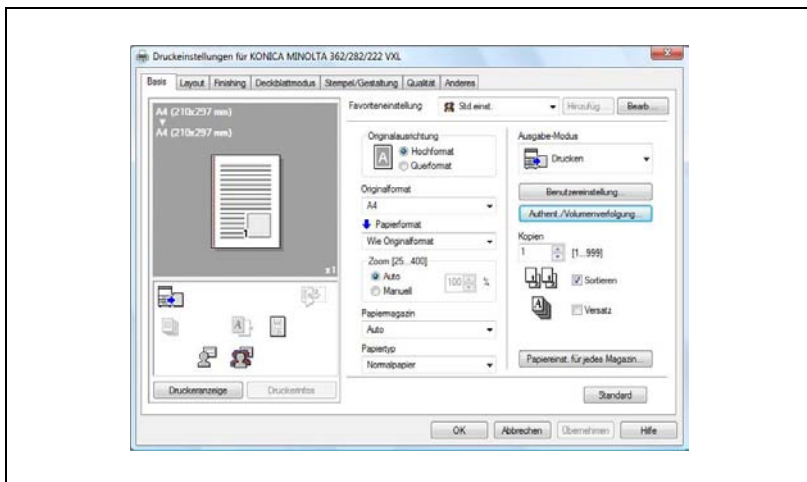 Druckeinstellungen für KONICA MINOLTA 362/282/222 VXL
Basis Layout Finishing Deckblattmodus Stempel/Gestaltung Qualität Anderes
A4 (210x297 mm)
A4 (210x297 mm)
1
x1
Druckeranzeige Druckerinfos
Favoriteneinstellung Std einst. Hinzufüg... Bearb...
Originalausrichtung
A
Hochformat
Querformat
Originalformat
A4
Papierformat
Wie Originalformat
Zoom [25...400]
Auto
Manuell
100 %
Papiermagazin
Auto
Papiertyp
Normalpapier
Ausgabe-Modus
Drucken
Benutzereinstellung...
Authent./Volumenverfolgung...
Kopien
1 [1...999]
Sortieren
Versatz
Papiereinst. für jedes Magazin...
Standard
OK Abbrechen Übernehmen Hilfe